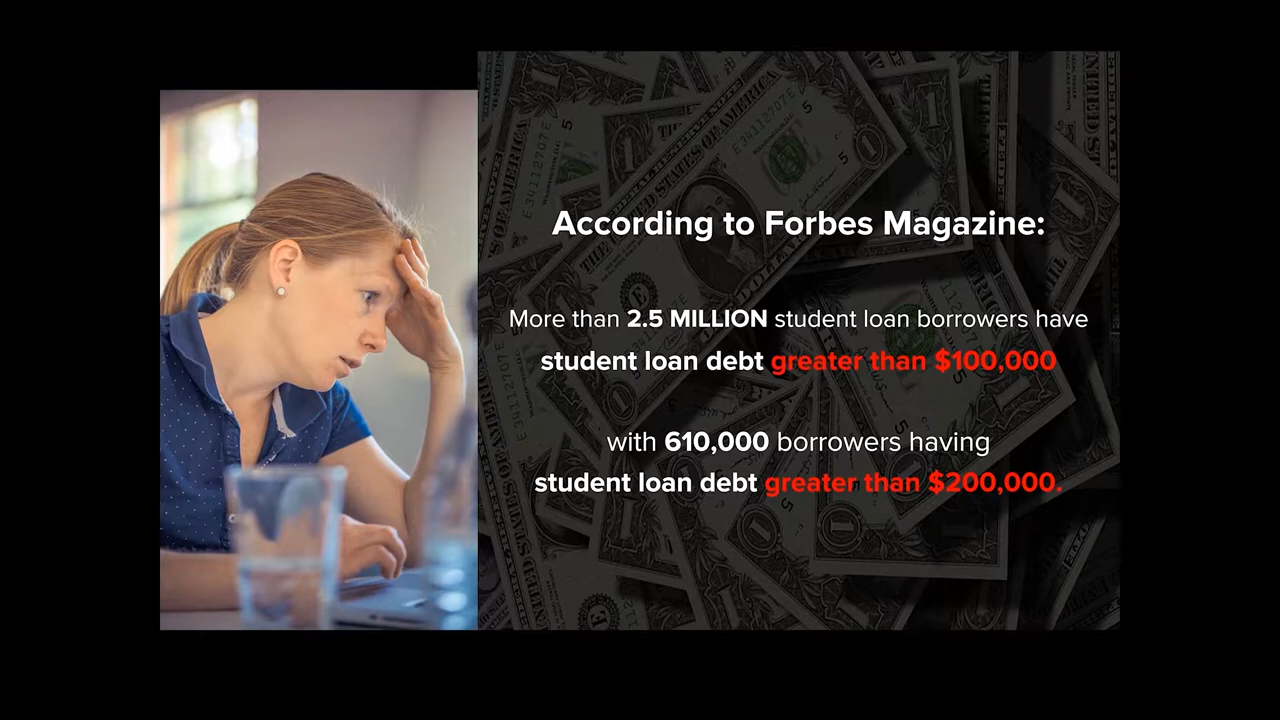 According to Forbes Magazine:
More than 2.5 MILLION student loan borrowers have
student loan debt greater than $100,000
with 610,000 borrowers having
student loan debt greater than $200,000.